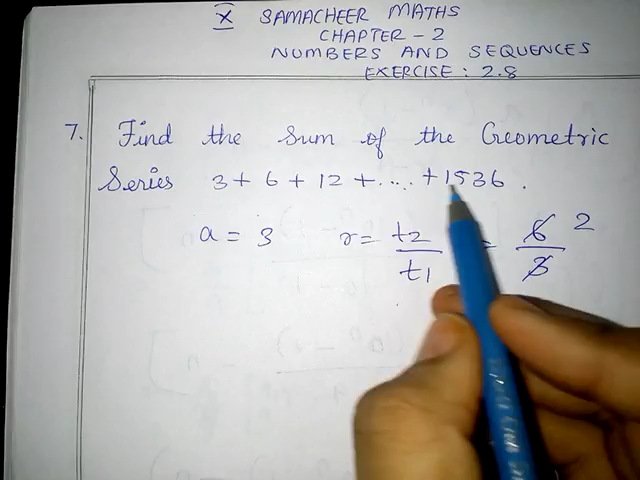 X SAMACHEER MATHS
CHAPTER - 2
NUMBERS AND SEQUENCES
EXERCISE : 2.8
7. Find the Sum of the Geometric
Series 3 + 6 + 12 + .... + 1536 .
a = 3 r = t2/t1 = 6/3 2